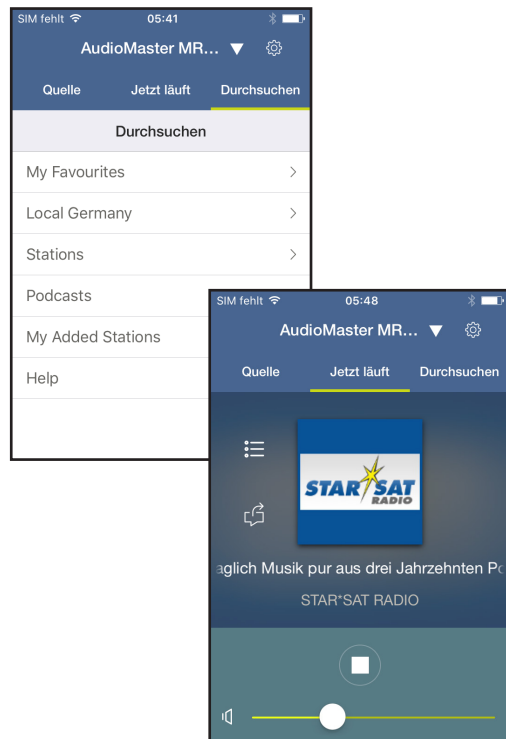 SIM fehlt 05:41
AudioMaster MR... ▼
Quelle Jetzt läuft Durchsuchen
Durchsuchen
My Favourites
Local Germany
Stations
Podcasts
My Added Stations
Help
SIM fehlt 05:48
AudioMaster MR... ▼
Quelle Jetzt läuft Durchsuchen
STAR SAT
RADIO
aglich Musik pur aus drei Jahrzehnten Po
STAR*SAT RADIO